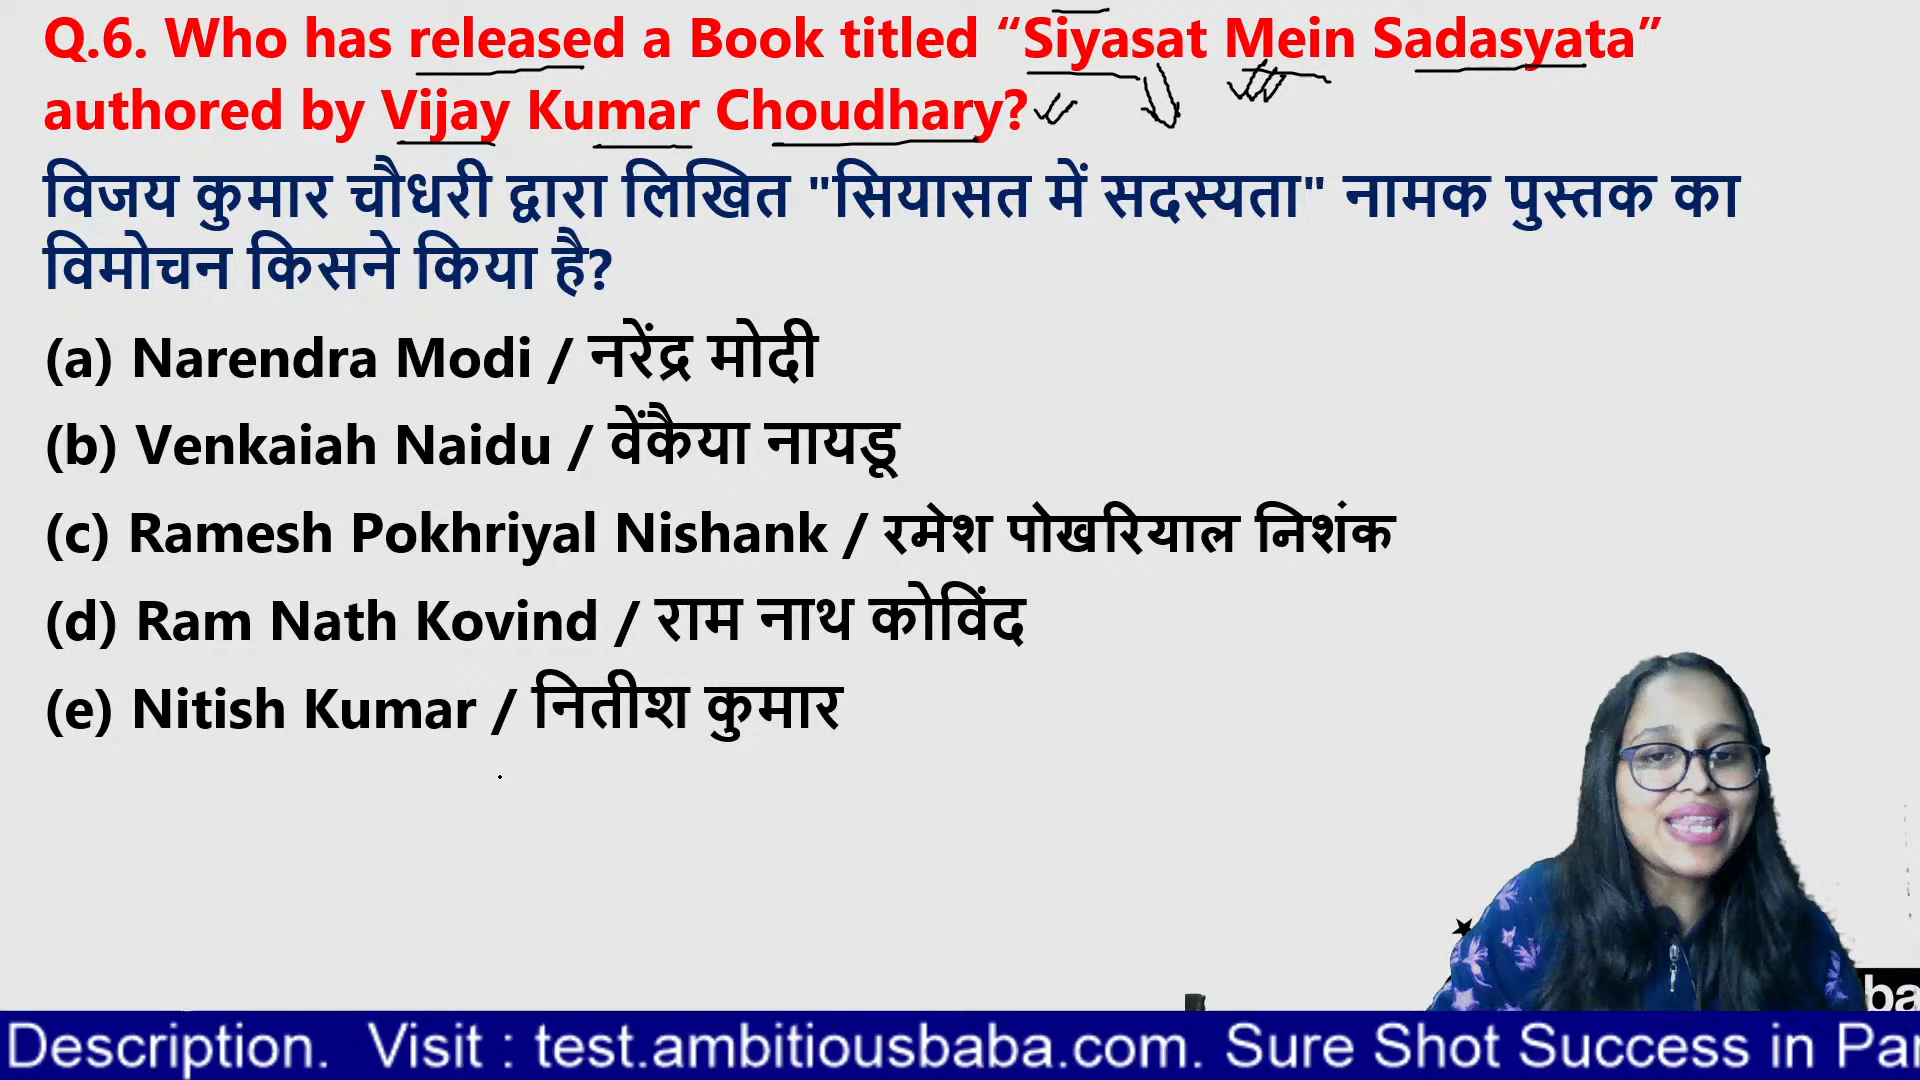 Q.6. Who has released a Book titled “Siyasat Mein Sadasyata”
authored by Vijay Kumar Choudhary?
विजय कुमार चौधरी द्वारा लिखित "सियासत में सदस्यता" नामक पुस्तक का
विमोचन किसने किया है?
(a) Narendra Modi / नरेंद्र मोदी
(b) Venkaiah Naidu / वेंकैया नायडू
(c) Ramesh Pokhriyal Nishank / रमेश पोखरियाल निशंक
(d) Ram Nath Kovind / राम नाथ कोविंद
(e) Nitish Kumar / नितीश कुमार
ba
Description. Visit : test.ambitiousbaba.com. Sure Shot Success in Par